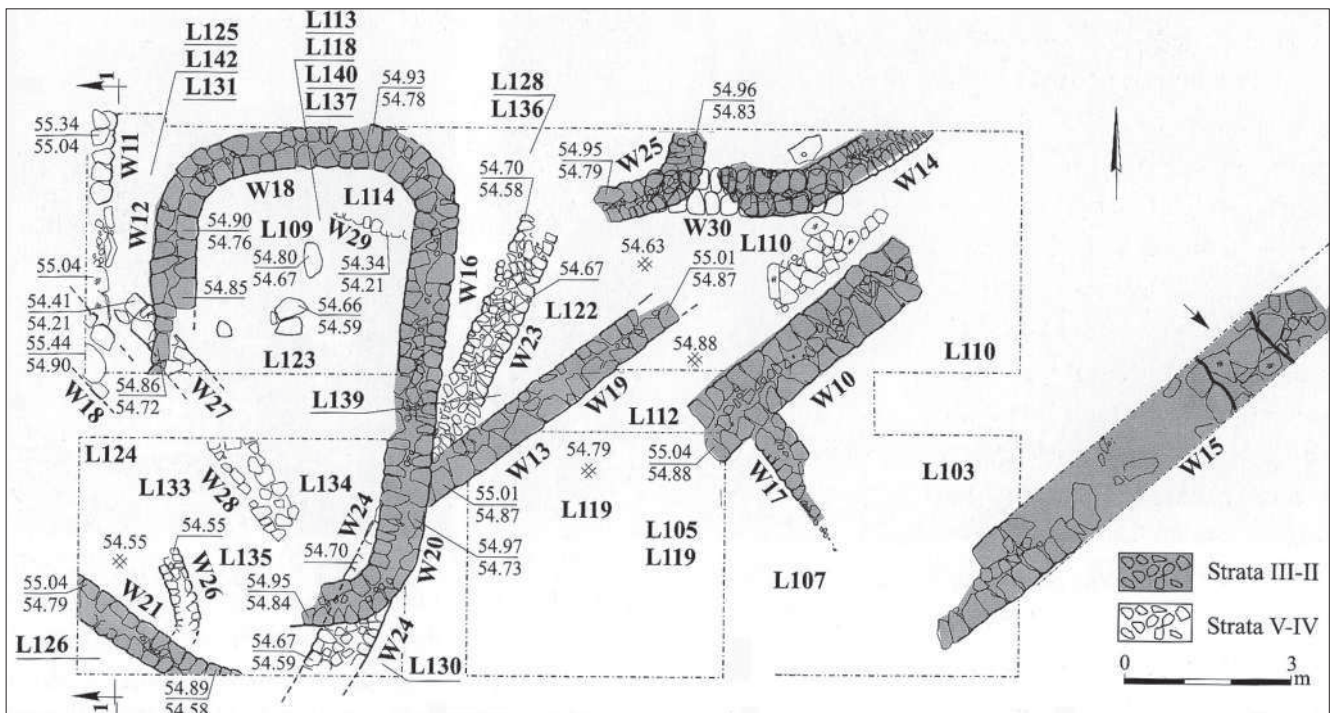 L125
L142
L131
L113
L118
L140
L137
54.93
54.78
L128
L136
54.96
54.83
1
55.34
55.04
W11
W12
W18
L114
W29
L109
54.90
54.76
54.80
54.67
54.34
54.21
54.70
54.58
54.95
54.79
W25
W14
W30
L110
54.63
55.01
54.87
W16
54.67
L122
W23
55.04
54.41
54.21
55.44
54.90
54.85
54.66
54.59
L123
54.88
W19
W10
L110
W18
54.86
54.72
W27
L139
L112
W13
54.79
55.04
54.88
W17
L103
W15
L124
L133
W28
L134
W24
55.01
54.87
L119
L105
L119
54.55
54.55
L135
W26
54.70
W20
54.97
54.73
L107
55.04
54.79
W21
54.95
54.84
L126
54.67
54.59
W24
L130
54.89
54.58
1
Strata III-II
Strata V-IV
0 3
m